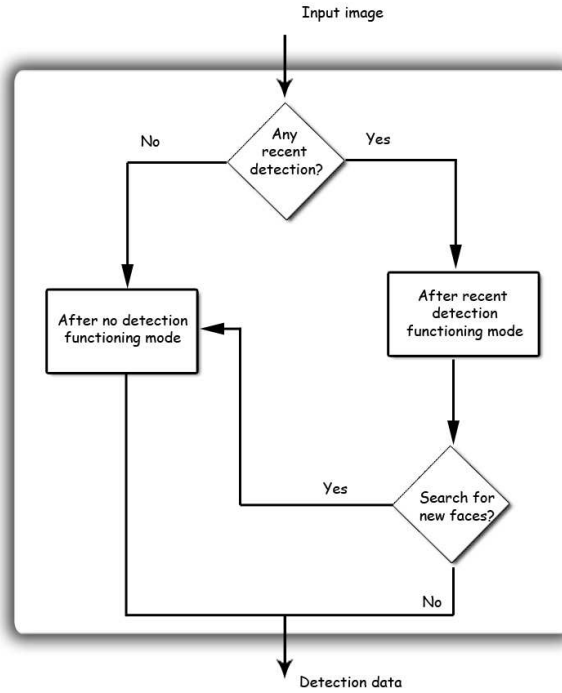 Input image
Any
recent
detection?
No
Yes
After no detection
functioning mode
After recent
detection
functioning mode
Yes
Search for
new faces?
No
Detection data